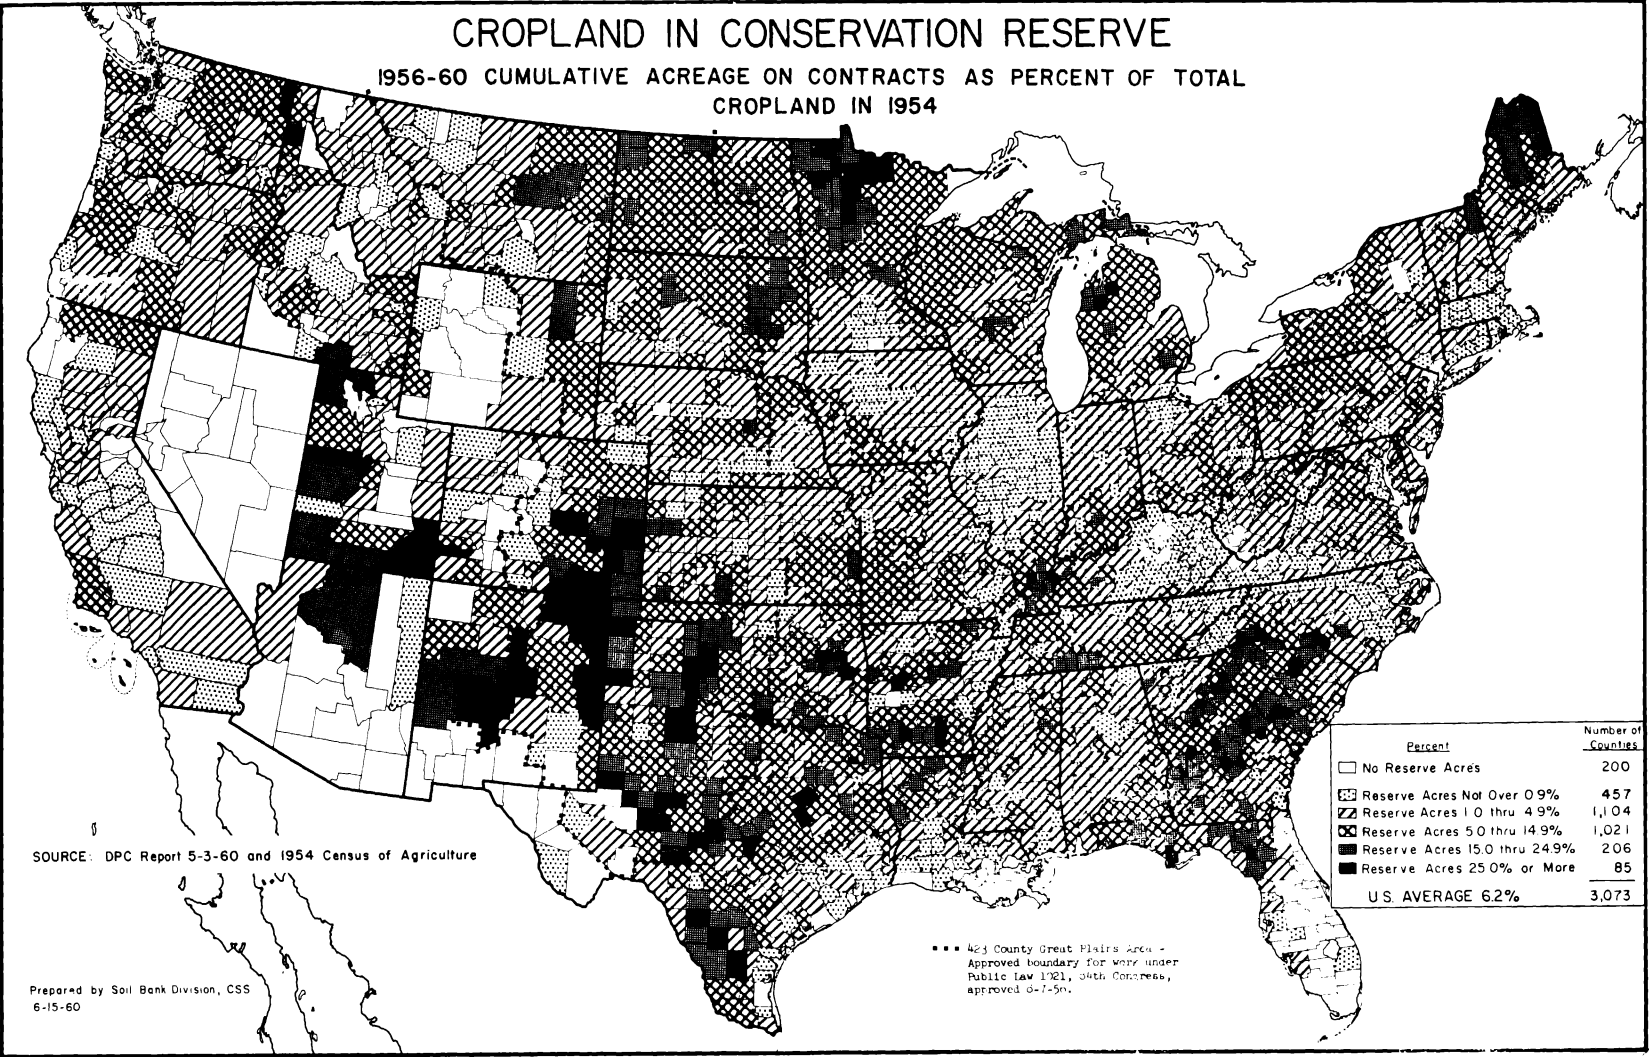 CROPLAND IN CONSERVATION RESERVE
1956-60 CUMULATIVE ACREAGE ON CONTRACTS AS PERCENT OF TOTAL
CROPLAND IN 1954
Percent Number of Counties
No Reserve Acres 200
Reserve Acres Not Over 0.9% 457
Reserve Acres 1.0 thru 4.9% 1,104
Reserve Acres 5.0 thru 14.9% 1,021
Reserve Acres 15.0 thru 24.9% 206
Reserve Acres 25.0% or More 85
U.S. AVERAGE 6.2% 3,073
SOURCE: DPC Report 5-3-60 and 1954 Census of Agriculture
423 County Great Plains Area -
Approved boundary for work under
Public Law 1021, 84th Congress,
approved 8-7-56.
Prepared by Soil Bank Division, CSS
6-15-60